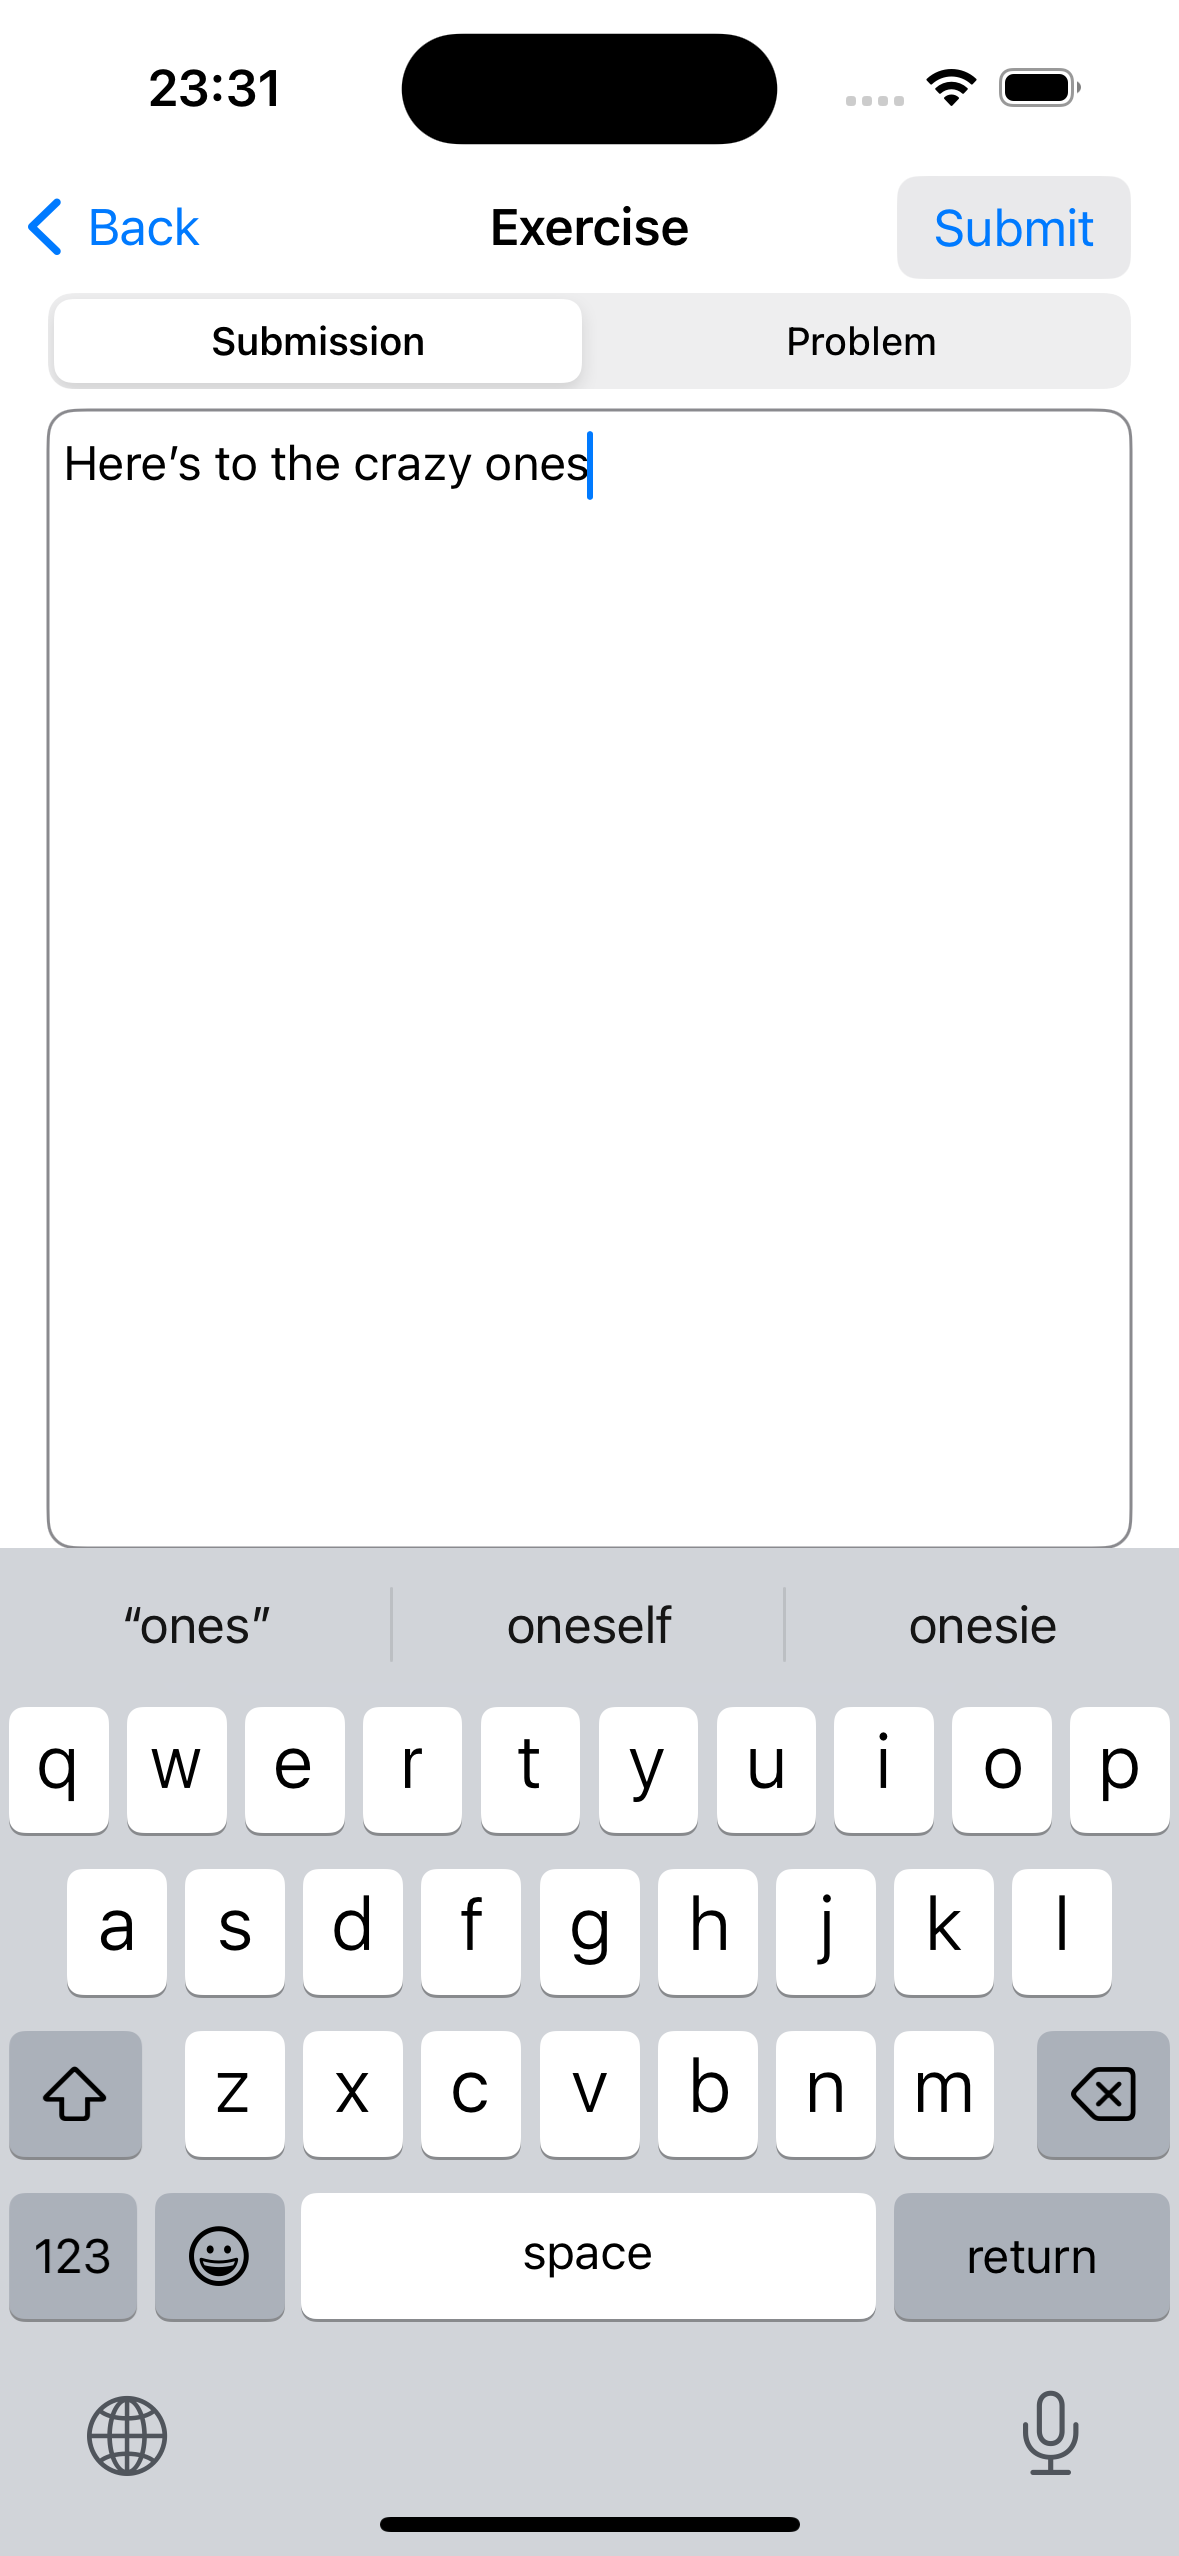 23:31
Back Exercise Submit
Submission Problem
Here’s to the crazy ones
“ones” oneself onesie
q w e r t y u i o p
a s d f g h j k l
z x c v b n m
123 space return